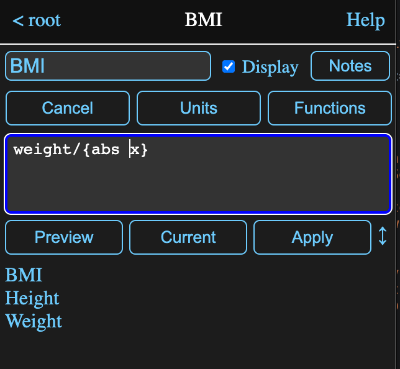 < root BMI Help
BMI Display Notes
Cancel Units Functions
weight/{abs x}
Preview Current Apply ↕
BMI
Height
Weight